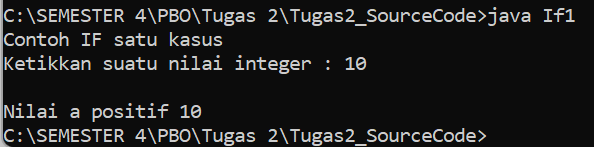 C:\SEMESTER 4\PBO\Tugas 2\Tugas2_SourceCode>java If1
Contoh IF satu kasus
Ketikkan suatu nilai integer : 10
Nilai a positif 10
C:\SEMESTER 4\PBO\Tugas 2\Tugas2_SourceCode>